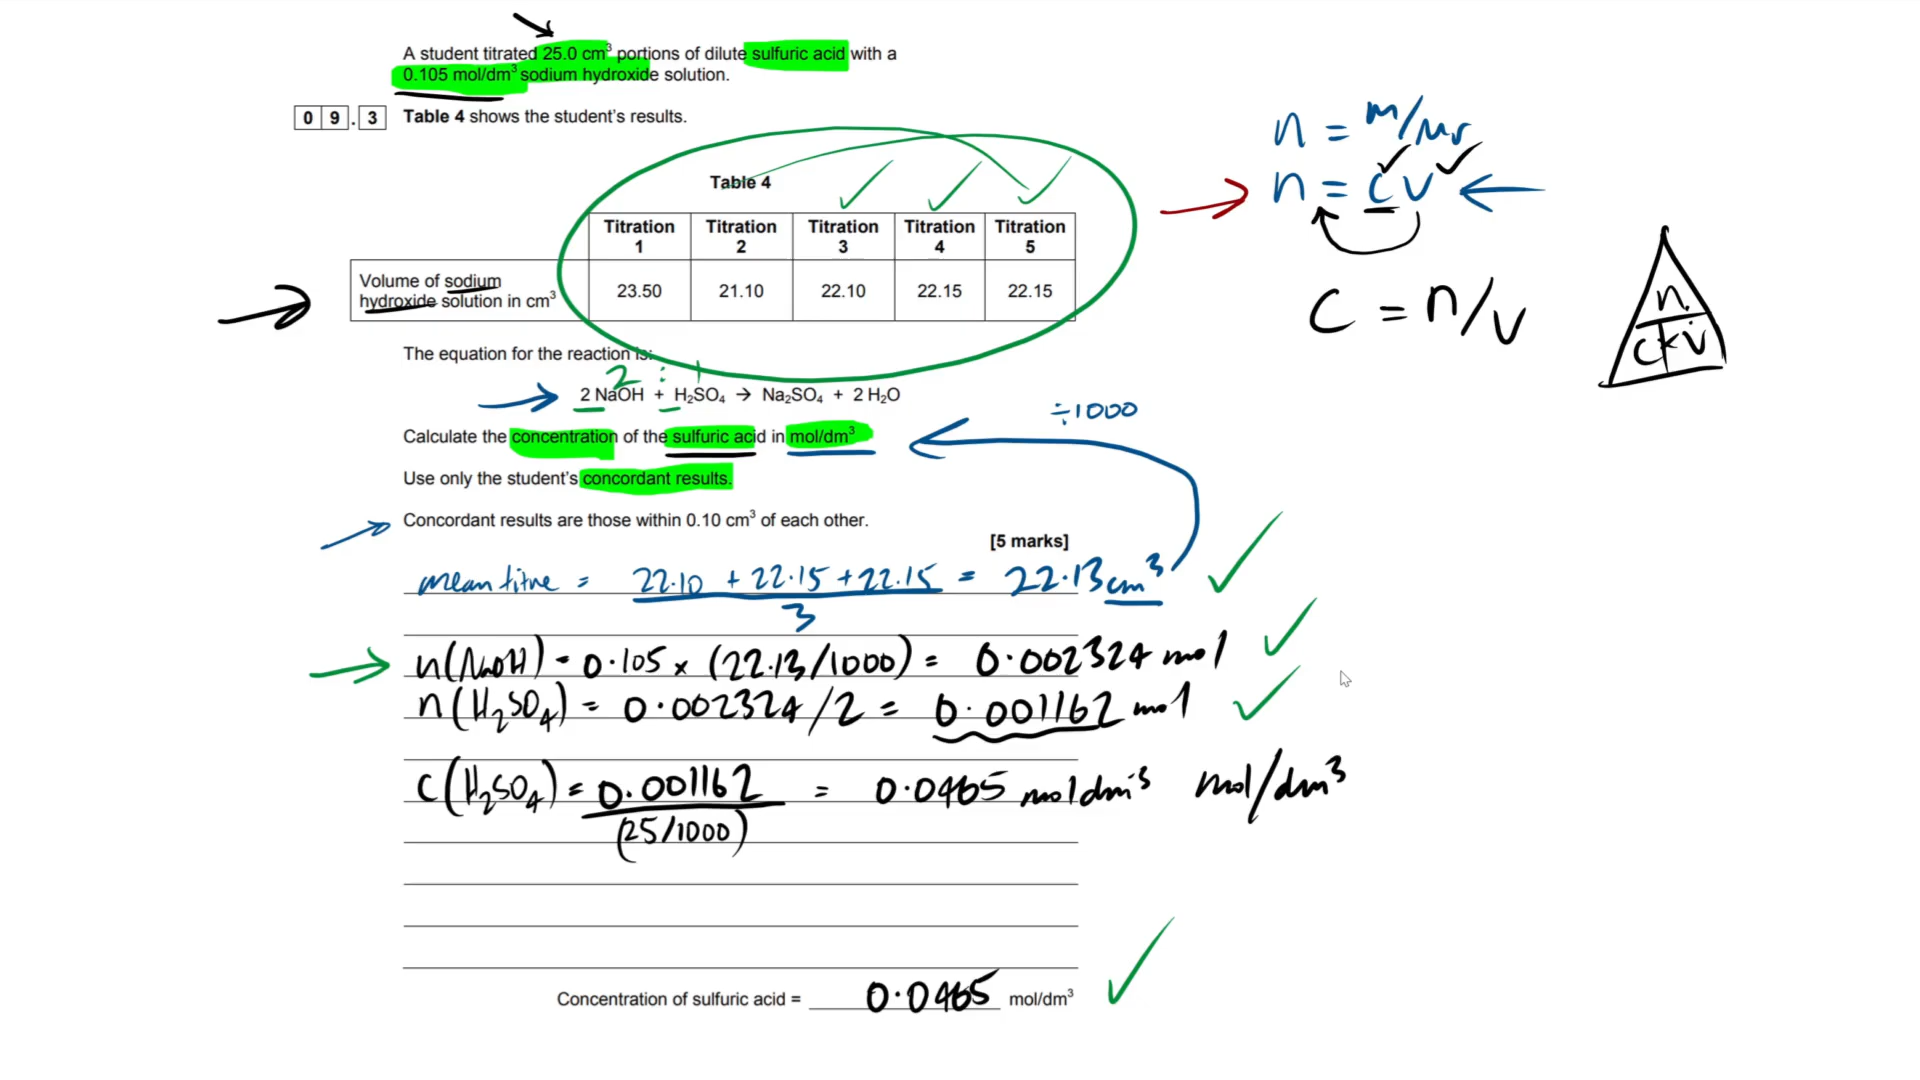 A student titrated 25.0 cm³ portions of dilute sulfuric acid with a
0.105 mol/dm³ sodium hydroxide solution.
0 9 . 3 Table 4 shows the student's results.
n = m/Mr
n = cv
c = n/v
n
c × v
Table 4
Titration 1 Titration 2 Titration 3 Titration 4 Titration 5
Volume of sodium hydroxide solution in cm³ 23.50 21.10 22.10 22.15 22.15
The equation for the reaction is:
2 : 1
2 NaOH + H₂SO₄ → Na₂SO₄ + 2 H₂O
÷1000
Calculate the concentration of the sulfuric acid in mol/dm³
Use only the student's concordant results.
Concordant results are those within 0.10 cm³ of each other.
[5 marks]
mean titre = 22.10 + 22.15 + 22.15 / 3 = 22.13 cm³
n(NaOH) = 0.105 × (22.13/1000) = 0.002324 mol
n(H₂SO₄) = 0.002324/2 = 0.001162 mol
c(H₂SO₄) = 0.001162 / (25/1000) = 0.0465 moldm⁻³ mol/dm³
Concentration of sulfuric acid = 0.0465 mol/dm³